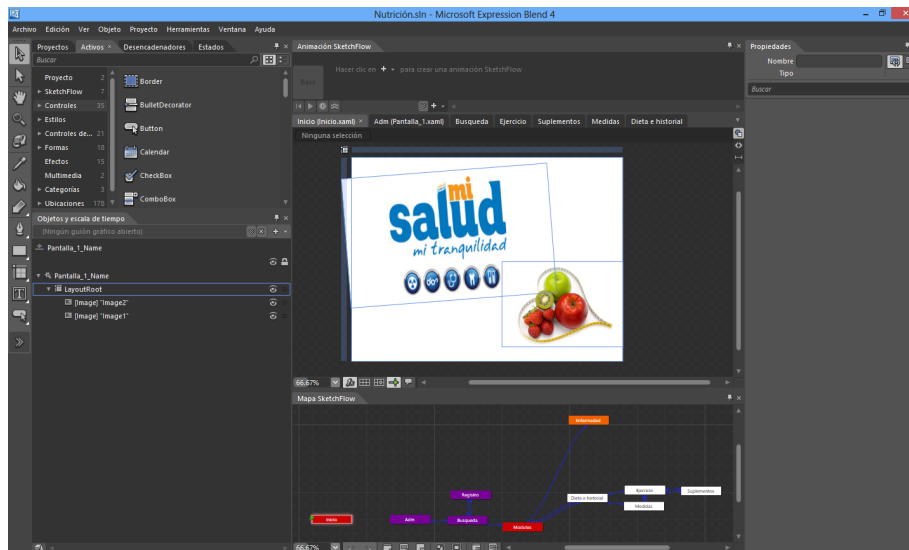 Nutrición.sln - Microsoft Expression Blend 4
Archivo Edición Ver Objeto Proyecto Herramientas Ventana Ayuda
Proyectos Activos × Desencadenadores Estados
Buscar
Proyecto 2
SketchFlow 7
Controles 35
Estilos
Controles de... 21
Formas 18
Efectos 15
Multimedia 2
Categorías 3
Ubicaciones 178
Border
BulletDecorator
Button
Calendar
CheckBox
ComboBox
Objetos y escala de tiempo
(Ningún guión gráfico abierto)
Pantalla_1_Name
Pantalla_1_Name
LayoutRoot
[Image] "Image2"
[Image] "Image1"
Animación SketchFlow
Base
Hacer clic en + para crear una animación SketchFlow
Inicio (Inicio.xaml) × Adm (Pantalla_1.xaml) Busqueda Ejercicio Suplementos Medidas Dieta e historial
Ninguna selección
mi
salud
mi tranquilidad
66,67%
Mapa SketchFlow
Enfermedad
Registro
Ejercicio
Suplementos
Dieta e historial
Medidas
Inicio
Adm
Busqueda
Modulos
66,67%
Propiedades
Nombre
Tipo
Buscar